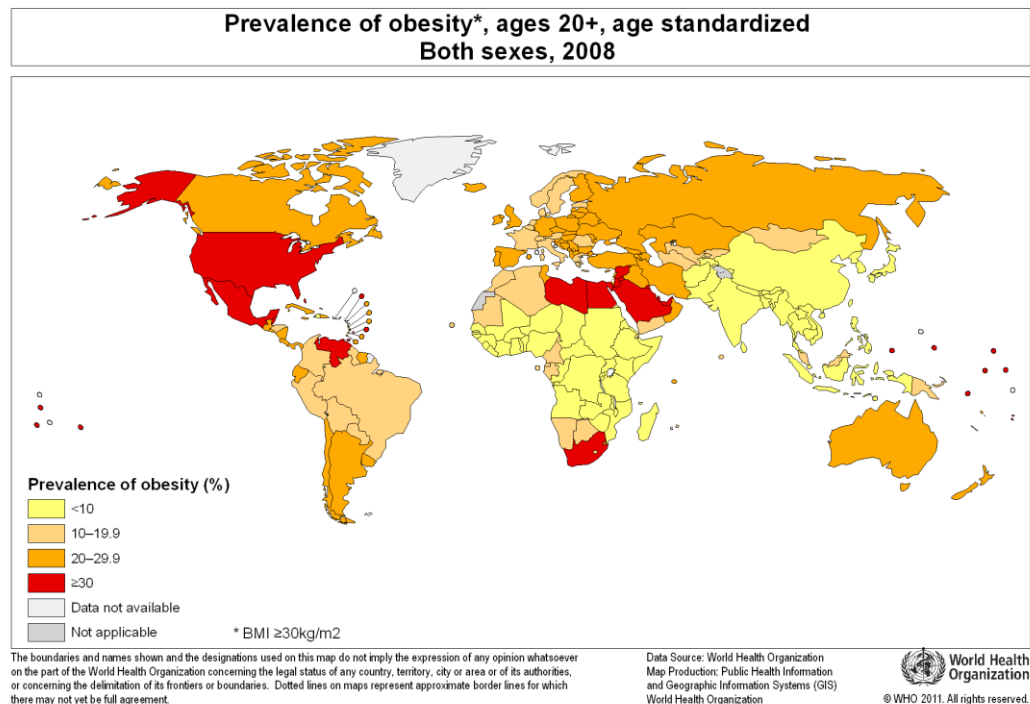 Prevalence of obesity*, ages 20+, age standardized
Both sexes, 2008
Prevalence of obesity (%)
<10
10–19.9
20–29.9
≥30
Data not available
Not applicable
* BMI ≥30kg/m2
The boundaries and names shown and the designations used on this map do not imply the expression of any opinion whatsoever
on the part of the World Health Organization concerning the legal status of any country, territory, city or area or of its authorities,
or concerning the delimitation of its frontiers or boundaries. Dotted lines on maps represent approximate border lines for which
there may not yet be full agreement.
Data Source: World Health Organization
Map Production: Public Health Information
and Geographic Information Systems (GIS)
World Health Organization
World Health
Organization
© WHO 2011. All rights reserved.